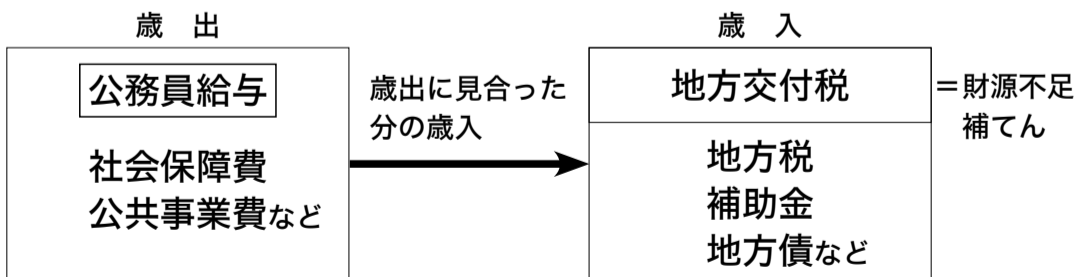 歳 出
公務員給与
社会保障費
公共事業費など
歳出に見合った
分の歳入
歳 入
地方交付税
地方税
補助金
地方債など
=財源不足
補てん